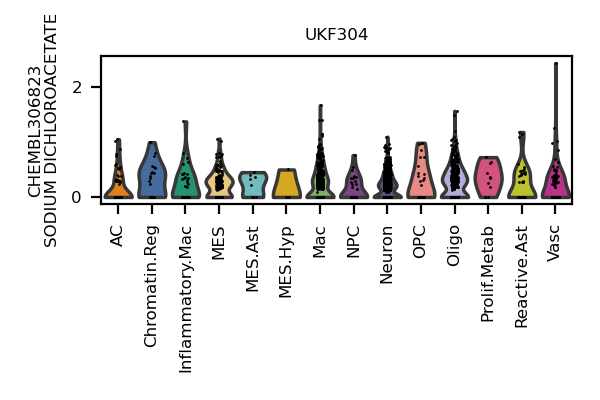 UKF304
CHEMBL306823
SODIUM DICHLOROACETATE
2
0
AC
Chromatin.Reg
Inflammatory.Mac
MES
MES.Ast
MES.Hyp
Mac
NPC
Neuron
OPC
Oligo
Prolif.Metab
Reactive.Ast
Vasc